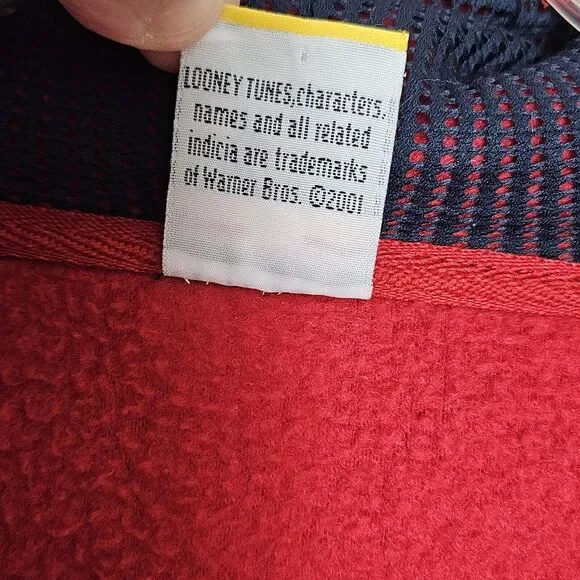 LOONEY TUNES,characters,
names and all related
indicia are trademarks
of Warner Bros. ©2001